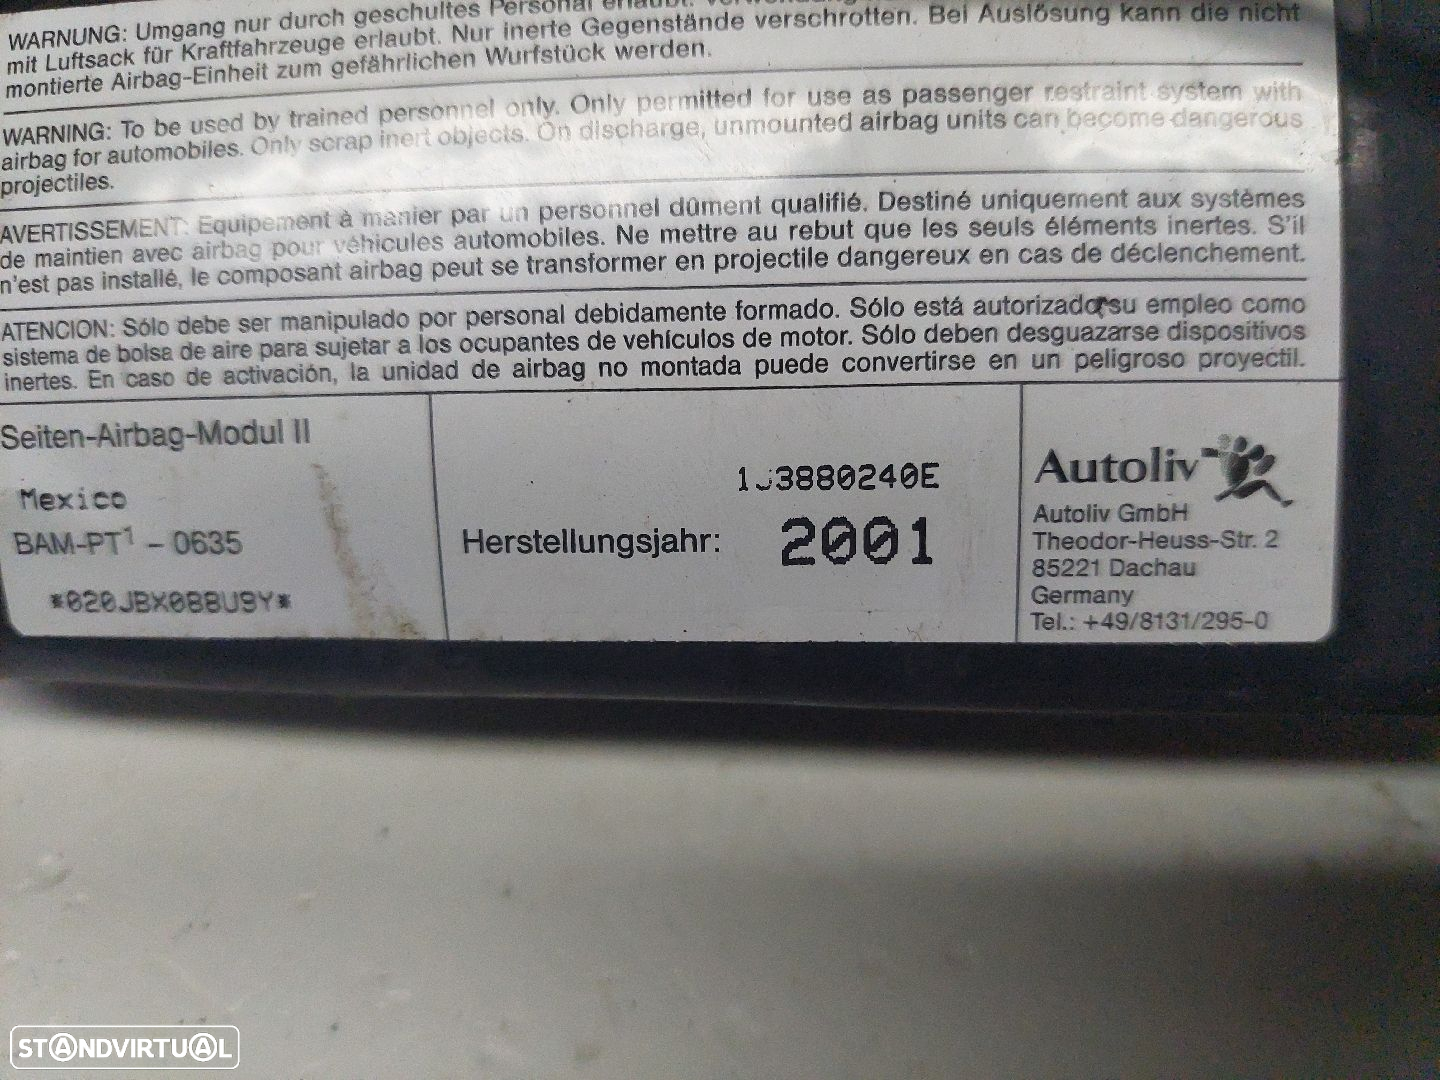 WARNUNG: Umgang nur durch geschultes Personal erlaubt.
mit Luftsack für Kraftfahrzeuge erlaubt. Nur inerte Gegenstände verschrotten. Bei Auslösung kann die nicht
montierte Airbag-Einheit zum gefährlichen Wurfstück werden.
WARNING: To be used by trained personnel only. Only permitted for use as passenger restraint system with
airbag for automobiles. Only scrap inert objects. On discharge, unmounted airbag units can become dangerous
projectiles.
AVERTISSEMENT: Equipement à manier par un personnel dûment qualifié. Destiné uniquement aux systèmes
de maintien avec airbag pour véhicules automobiles. Ne mettre au rebut que les seuls éléments inertes. S'il
n'est pas installé, le composant airbag peut se transformer en projectile dangereux en cas de déclenchement.
ATENCION: Sólo debe ser manipulado por personal debidamente formado. Sólo está autorizado su empleo como
sistema de bolsa de aire para sujetar a los ocupantes de vehículos de motor. Sólo deben desguazarse dispositivos
inertes. En caso de activación, la unidad de airbag no montada puede convertirse en un peligroso proyectil.
Seiten-Airbag-Modul II
Mexico
BAM-PT1 - 0635
*020JBX0BBU9Y*
1J3880240E
Herstellungsjahr: 2001
Autoliv
Autoliv GmbH
Theodor-Heuss-Str. 2
85221 Dachau
Germany
Tel.: +49/8131/295-0
STANDVIRTUAL